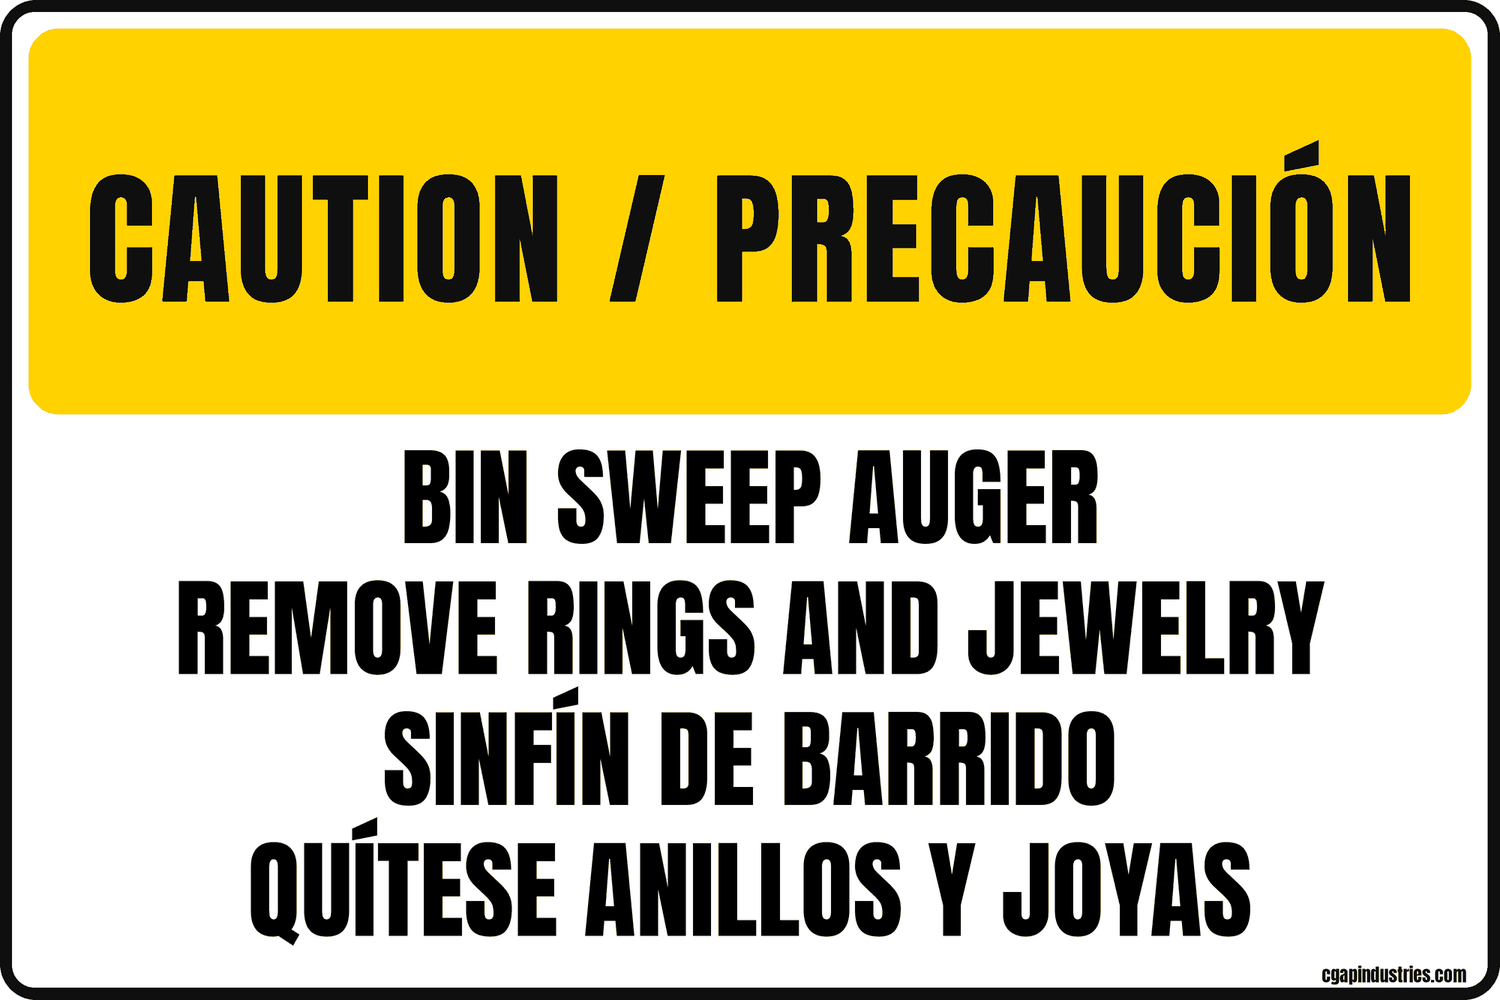 CAUTION / PRECAUCIÓN
BIN SWEEP AUGER
REMOVE RINGS AND JEWELRY
SINFÍN DE BARRIDO
QUÍTESE ANILLOS Y JOYAS
cgapindustries.com